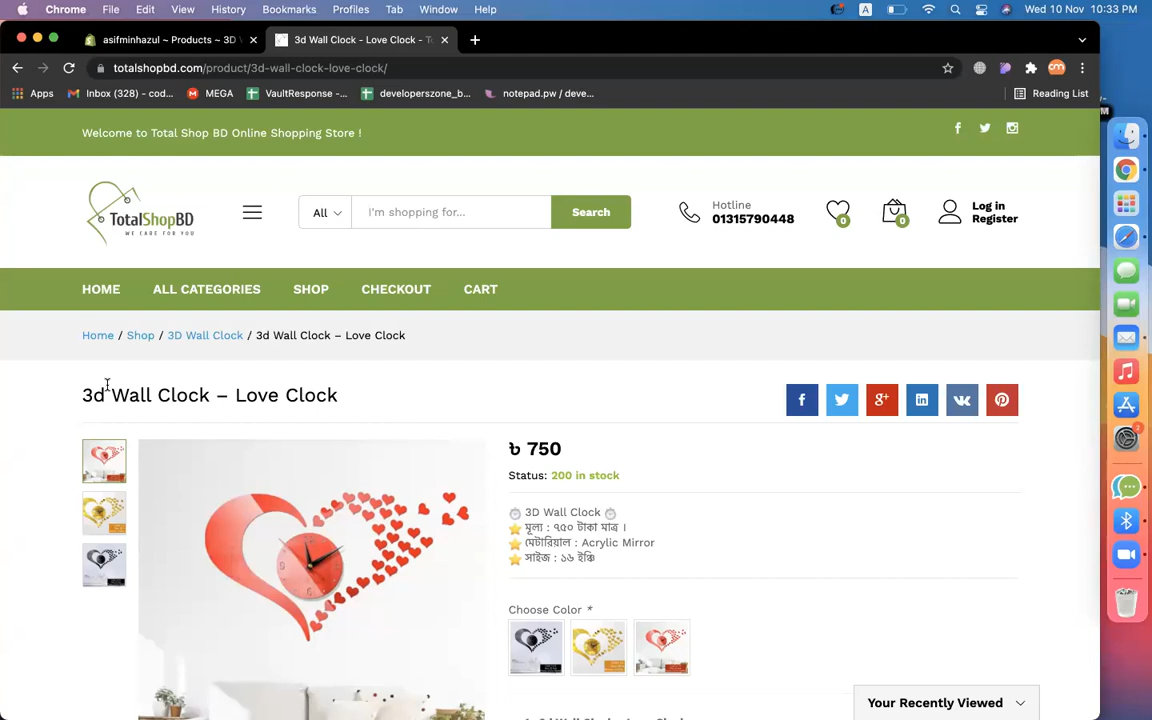 Chrome File Edit View History Bookmarks Profiles Tab Window Help
A Wed 10 Nov 10:33 PM
asifminhazul ~ Products ~ 3D
3d Wall Clock - Love Clock - T
totalshopbd.com/product/3d-wall-clock-love-clock/
Apps Inbox (328) - cod... MEGA VaultResponse -... developerszone_b... notepad.pw / deve... Reading List
M
Welcome to Total Shop BD Online Shopping Store !
TotalShopBD
WE CARE FOR YOU
All I'm shopping for... Search
Hotline
01315790448
0 0
Log in
Register
HOME ALL CATEGORIES SHOP CHECKOUT CART
Home / Shop / 3D Wall Clock / 3d Wall Clock – Love Clock
3d Wall Clock – Love Clock
৳ 750
Status: 200 in stock
3D Wall Clock
মূল্য : ৭৫০ টাকা মাত্র ।
মেটারিয়াল : Acrylic Mirror
সাইজ : ১৬ ইঞ্চি
Choose Color *
Your Recently Viewed